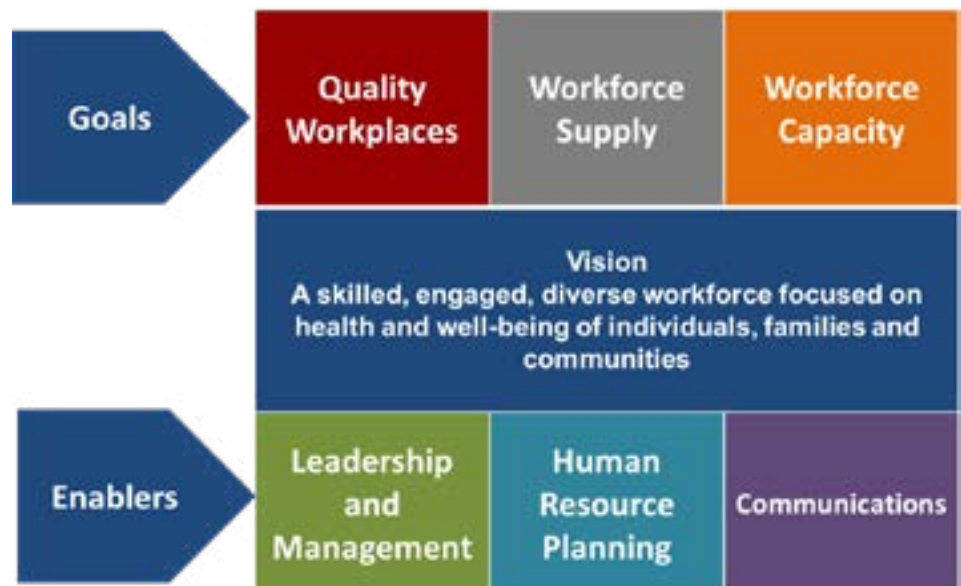 Goals
Quality
Workplaces
Workforce
Supply
Workforce
Capacity
Vision
A skilled, engaged, diverse workforce focused on
health and well-being of individuals, families and
communities
Enablers
Leadership
and
Management
Human
Resource
Planning
Communications